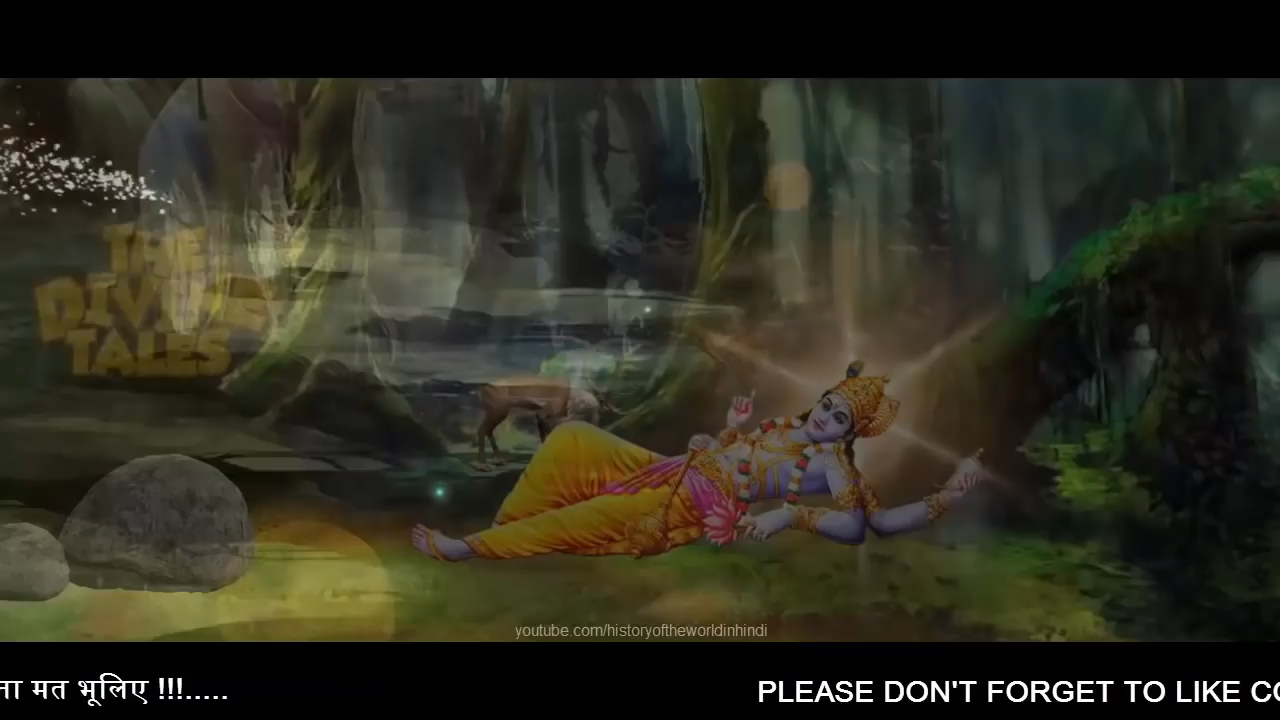 THE
DIVINE
TALES
youtube.com/historyoftheworldinhindi
ना मत भूलिए !!!.....
PLEASE DON'T FORGET TO LIKE CO